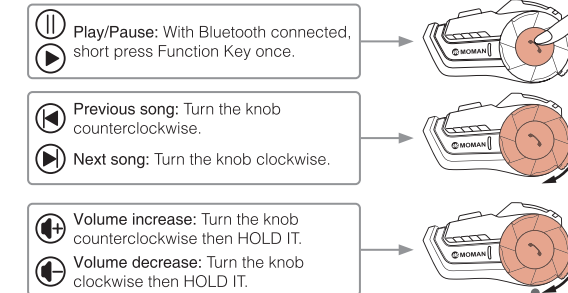 Play/Pause: With Bluetooth connected,
short press Function Key once.
MOMAN
Previous song: Turn the knob
counterclockwise.
Next song: Turn the knob clockwise.
MOMAN
Volume increase: Turn the knob
counterclockwise then HOLD IT.
Volume decrease: Turn the knob
clockwise then HOLD IT.
MOMAN